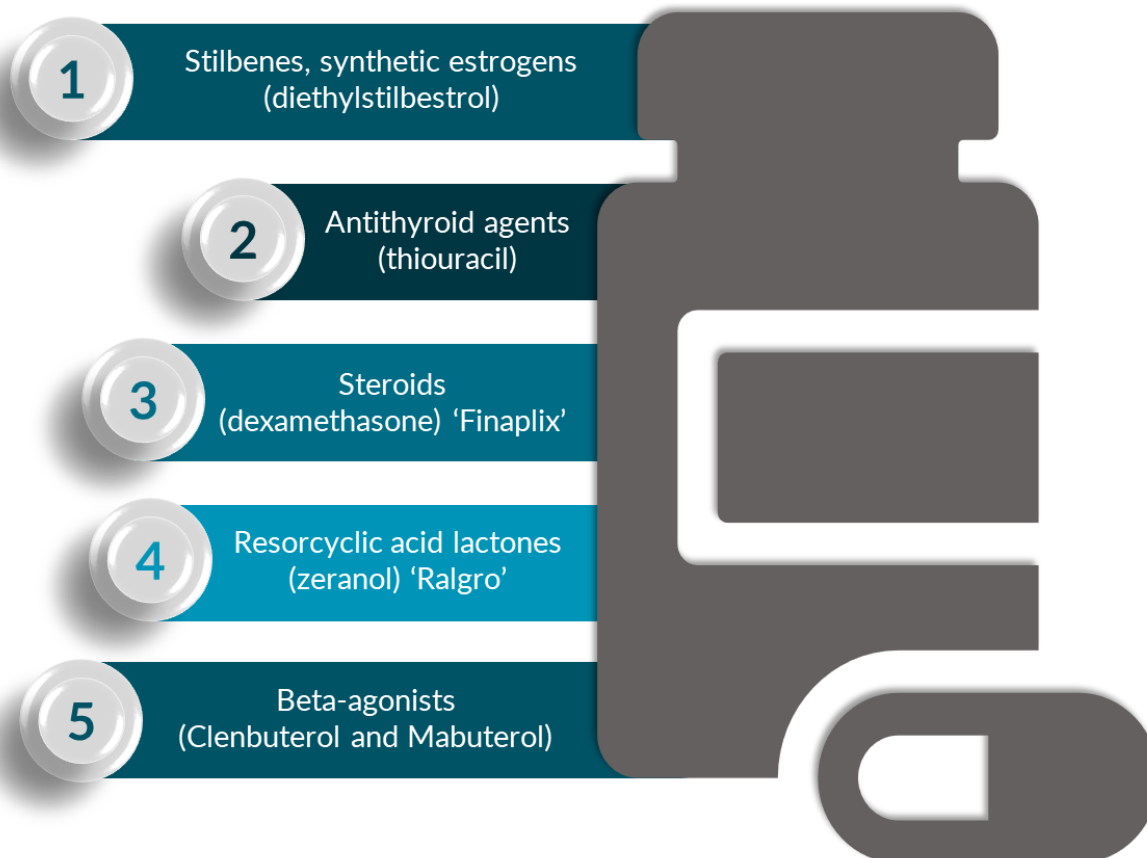 1
Stilbenes, synthetic estrogens
(diethylstilbestrol)
2
Antithyroid agents
(thiouracil)
3
Steroids
(dexamethasone) ‘Finaplix’
4
Resorcyclic acid lactones
(zeranol) ‘Ralgro’
5
Beta-agonists
(Clenbuterol and Mabuterol)